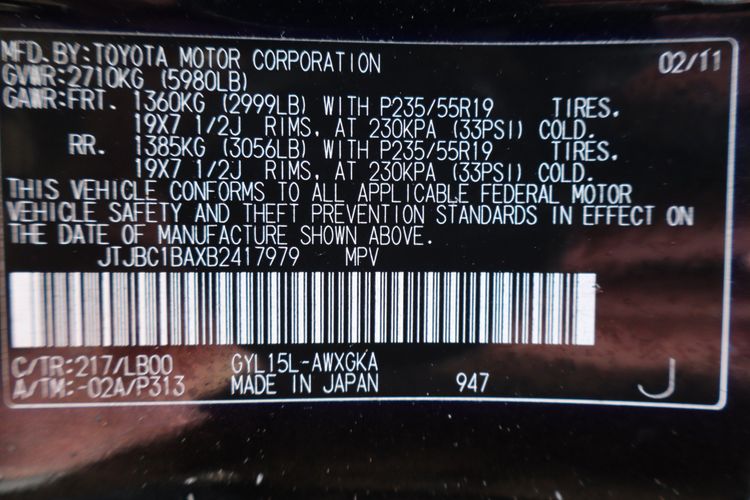 MFD.BY:TOYOTA MOTOR CORPORATION 02/11
GVWR:2710KG (5980LB)
GAWR:FRT. 1360KG (2999LB) WITH P235/55R19 TIRES,
19X7 1/2J RIMS, AT 230KPA (33PSI) COLD.
RR. 1385KG (3056LB) WITH P235/55R19 TIRES,
19X7 1/2J RIMS, AT 230KPA (33PSI) COLD.
THIS VEHICLE CONFORMS TO ALL APPLICABLE FEDERAL MOTOR
VEHICLE SAFETY AND THEFT PREVENTION STANDARDS IN EFFECT ON
THE DATE OF MANUFACTURE SHOWN ABOVE.
JTJBC1BAXB2417979 MPV
C/TR:217/LB00 GYL15L-AWXGKA
A/TM:-02A/P313 MADE IN JAPAN 947 J